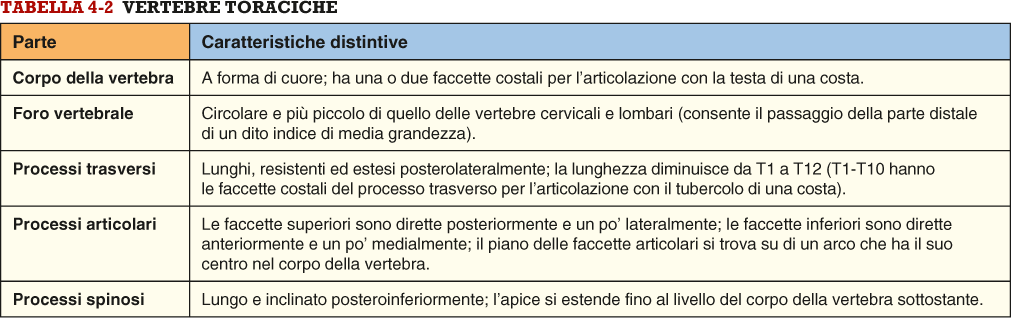 TABELLA 4-2 VERTEBRE TORACICHE
Parte
Caratteristiche distintive
Corpo della vertebra
A forma di cuore; ha una o due faccette costali per l'articolazione con la testa di una costa.
Foro vertebrale
Circolare e più piccolo di quello delle vertebre cervicali e lombari (consente il passaggio della parte distale
di un dito indice di media grandezza).
Processi trasversi
Lunghi, resistenti ed estesi posterolateralmente; la lunghezza diminuisce da T1 a T12 (T1-T10 hanno
le faccette costali del processo trasverso per l'articolazione con il tubercolo di una costa).
Processi articolari
Le faccette superiori sono dirette posteriormente e un po' lateralmente; le faccette inferiori sono dirette
anteriormente e un po' medialmente; il piano delle faccette articolari si trova su di un arco che ha il suo
centro nel corpo della vertebra.
Processi spinosi
Lungo e inclinato posteroinferiormente; l'apice si estende fino al livello del corpo della vertebra sottostante.